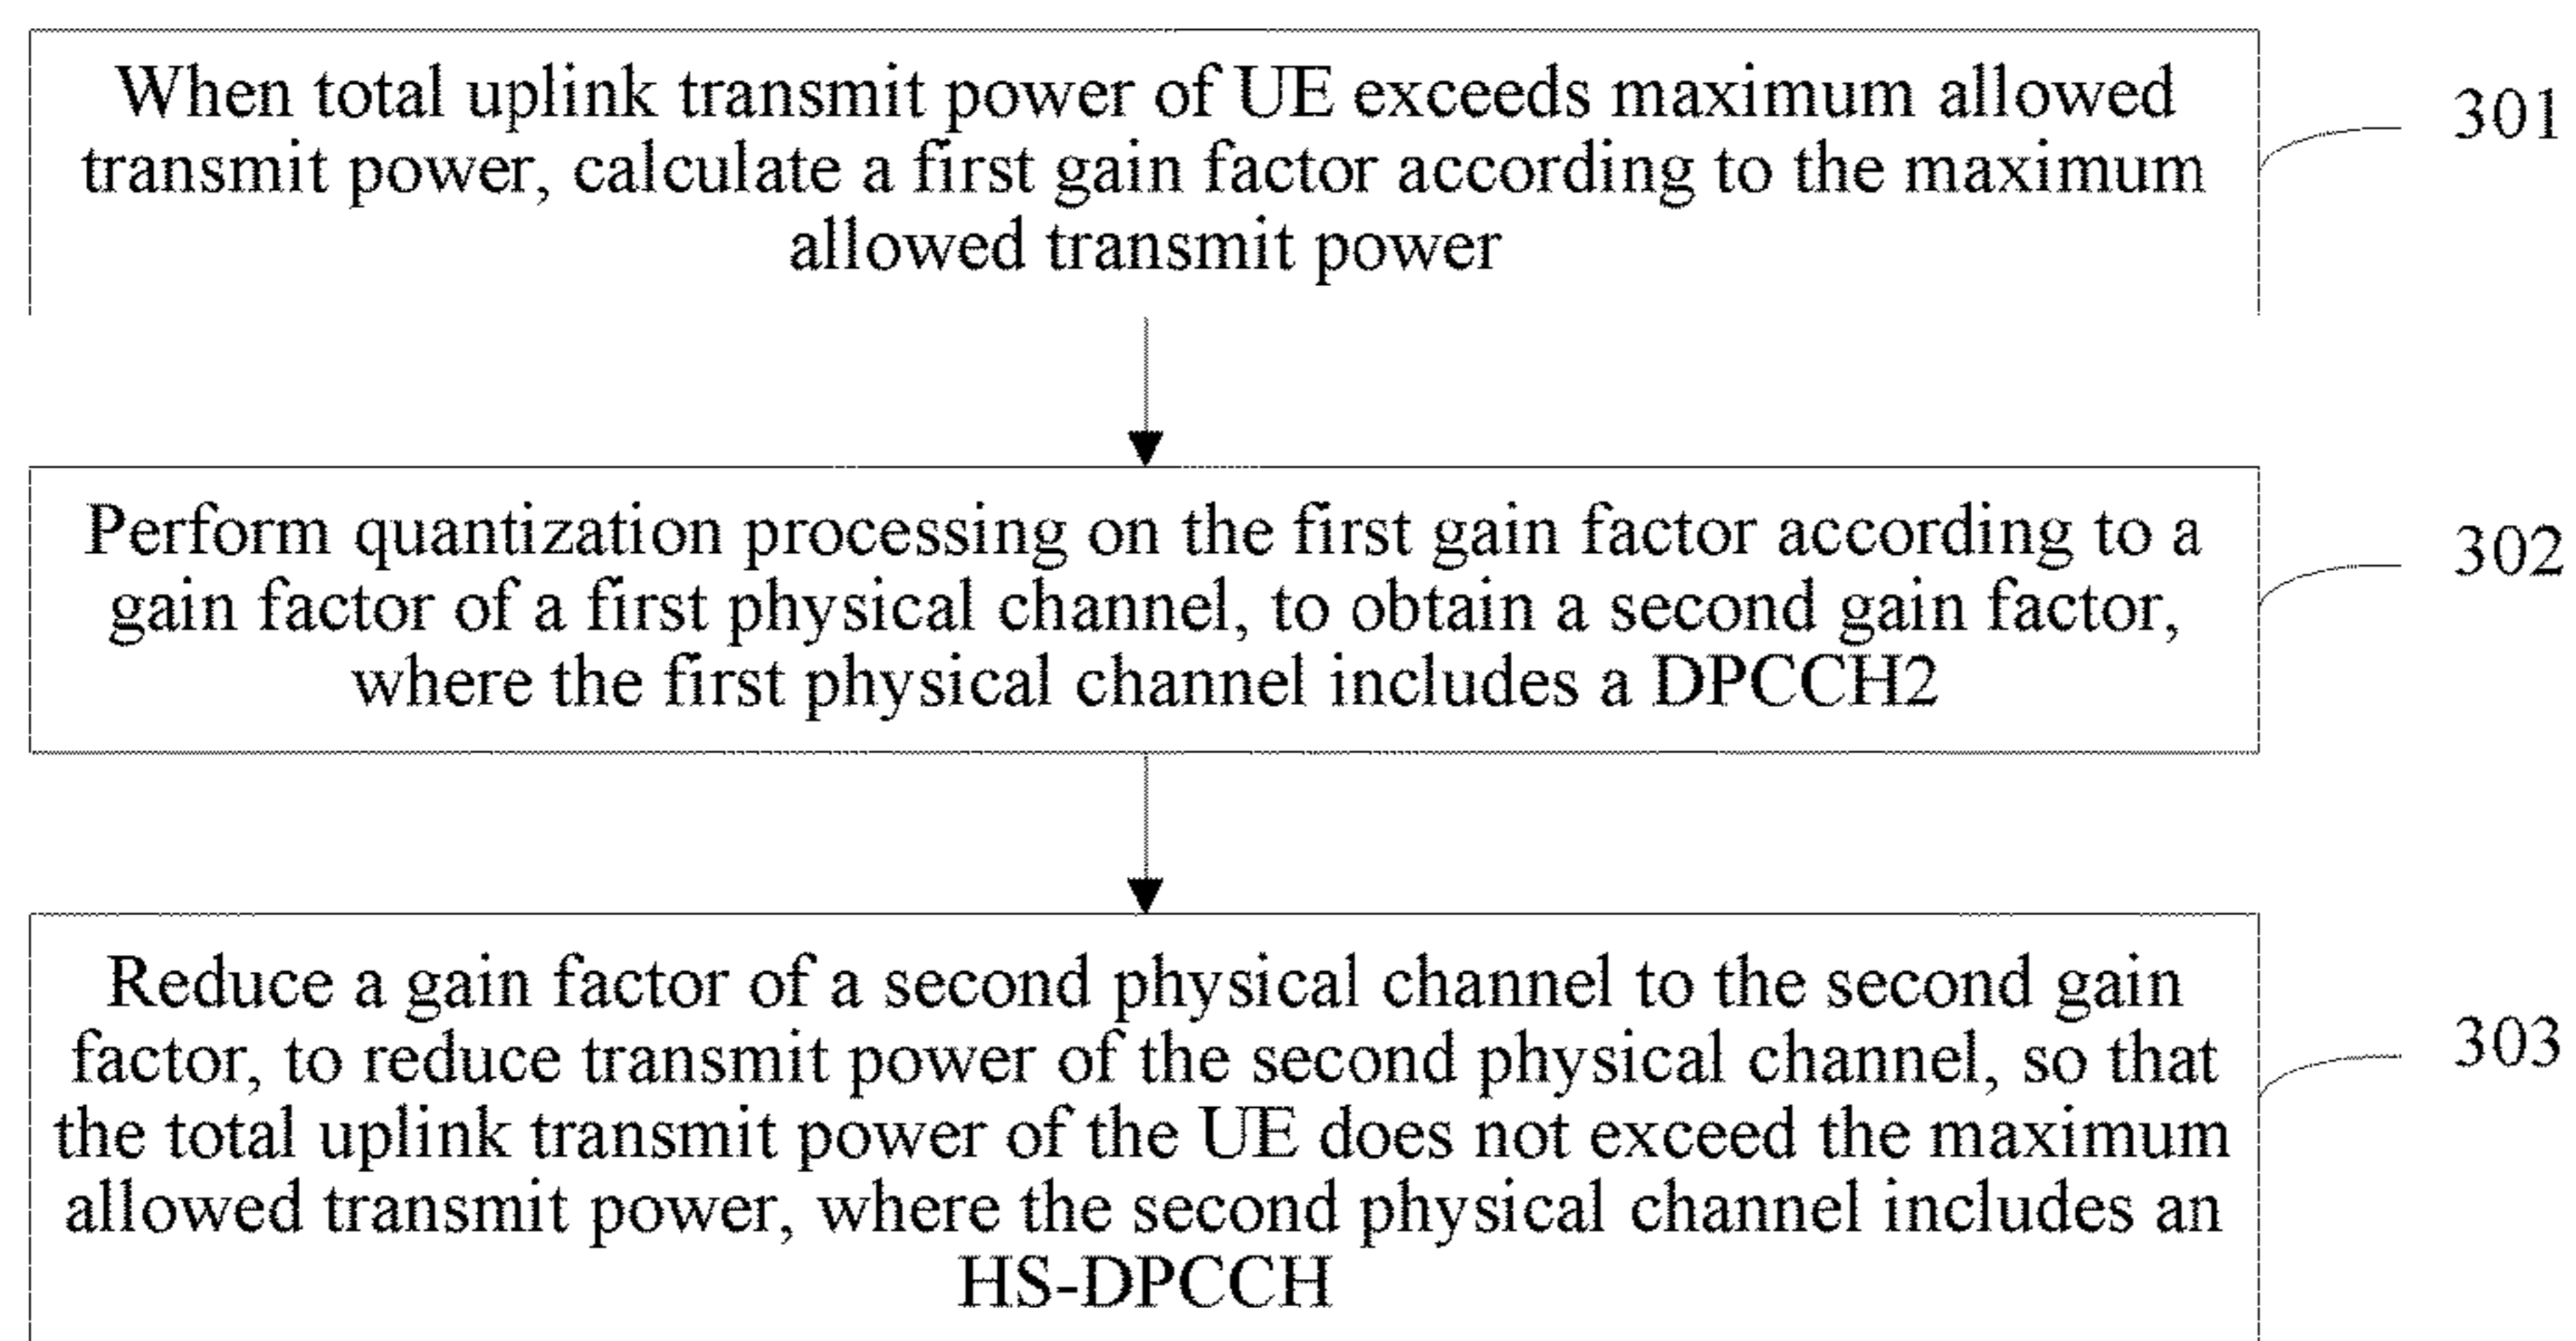 When total uplink transmit power of UE exceeds maximum allowed
transmit power, calculate a first gain factor according to the maximum
allowed transmit power
301
Perform quantization processing on the first gain factor according to a
gain factor of a first physical channel, to obtain a second gain factor,
where the first physical channel includes a DPCCH2
302
Reduce a gain factor of a second physical channel to the second gain
factor, to reduce transmit power of the second physical channel, so that
the total uplink transmit power of the UE does not exceed the maximum
allowed transmit power, where the second physical channel includes an
HS-DPCCH
303